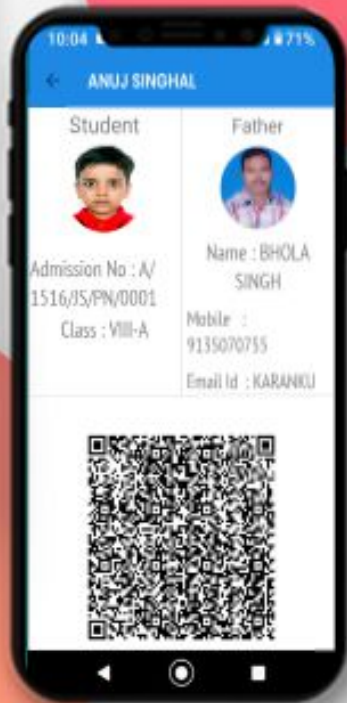 10:04
71%
ANUJ SINGHAL
Student
Father
Admission No : A/
1516/JS/PN/0001
Class : VIII-A
Name : BHOLA
SINGH
Mobile :
9135070755
Email Id : KARANKU